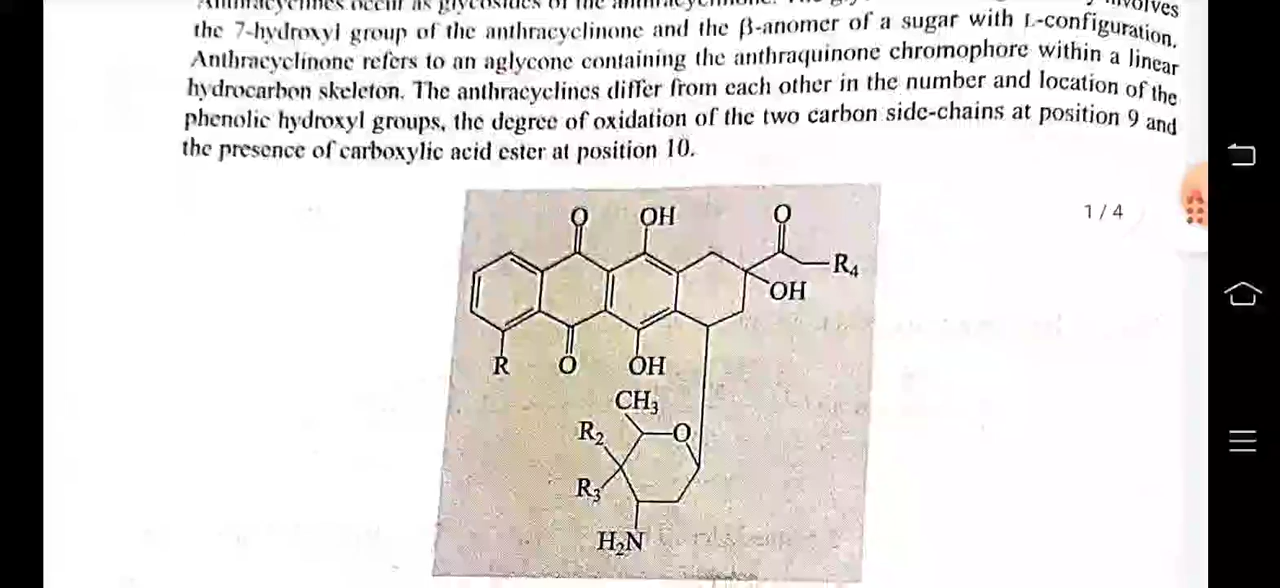 the 7-hydroxyl group of the anthracyclinone and the β-anomer of a sugar with L-configuration.
Anthracyclinone refers to an aglycone containing the anthraquinone chromophore within a linear
hydrocarbon skeleton. The anthracyclines differ from each other in the number and location of the
phenolic hydroxyl groups, the degree of oxidation of the two carbon side-chains at position 9 and
the presence of carboxylic acid ester at position 10.
1 / 4
O OH O
R₄
OH
R O OH
CH₃
R₂ O
R₃
H₂N